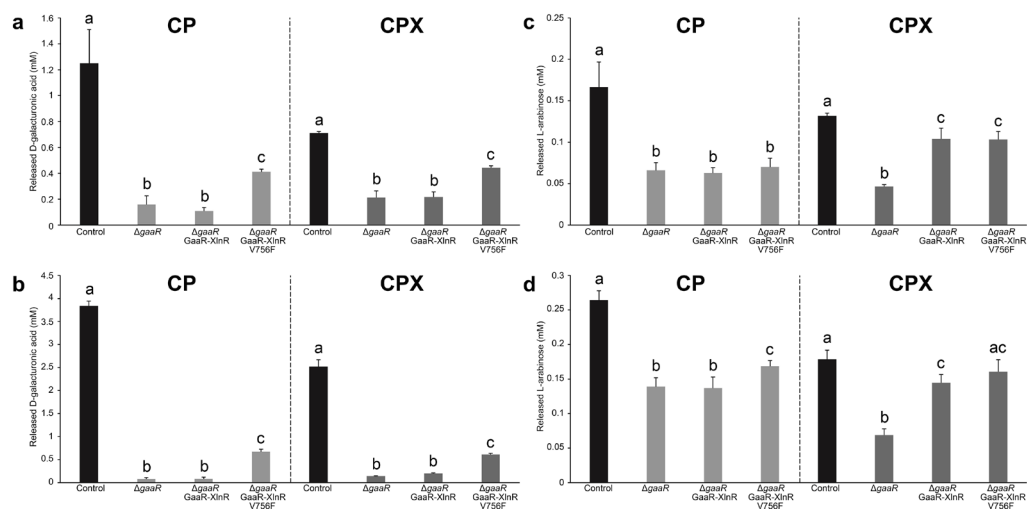 a
CP
CPX
Released D-galacturonic acid (mM)
1.6
1.4
1.2
1
0.8
0.6
0.4
0.2
0
a
b
b
c
a
b
b
c
Control
ΔgaaR
ΔgaaR
GaaR-XlnR
ΔgaaR
GaaR-XlnR
V756F
Control
ΔgaaR
ΔgaaR
GaaR-XlnR
ΔgaaR
GaaR-XlnR
V756F
c
CP
CPX
Released L-arabinose (mM)
0.25
0.2
0.15
0.1
0.05
0
a
b
b
b
a
b
c
c
Control
ΔgaaR
ΔgaaR
GaaR-XlnR
ΔgaaR
GaaR-XlnR
V756F
Control
ΔgaaR
ΔgaaR
GaaR-XlnR
ΔgaaR
GaaR-XlnR
V756F
b
CP
CPX
Released D-galacturonic acid (mM)
4.5
4
3.5
3
2.5
2
1.5
1
0.5
0
a
b
b
c
a
b
b
c
Control
ΔgaaR
ΔgaaR
GaaR-XlnR
ΔgaaR
GaaR-XlnR
V756F
Control
ΔgaaR
ΔgaaR
GaaR-XlnR
ΔgaaR
GaaR-XlnR
V756F
d
CP
CPX
Released L-arabinose (mM)
0.3
0.25
0.2
0.15
0.1
0.05
0
a
b
b
c
a
b
c
ac
Control
ΔgaaR
ΔgaaR
GaaR-XlnR
ΔgaaR
GaaR-XlnR
V756F
Control
ΔgaaR
ΔgaaR
GaaR-XlnR
ΔgaaR
GaaR-XlnR
V756F